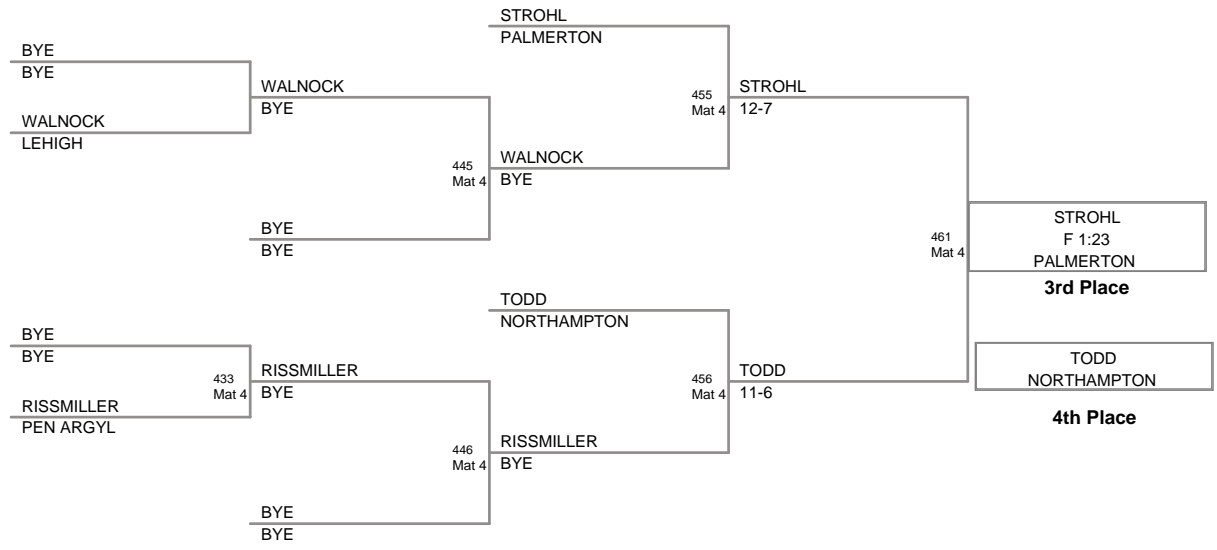 STROHL
PALMERTON
BYE
BYE
WALNOCK
BYE
455
Mat 4
STROHL
12-7
WALNOCK
LEHIGH
445
Mat 4
WALNOCK
BYE
BYE
BYE
461
Mat 4
STROHL
F 1:23
PALMERTON
3rd Place
TODD
NORTHAMPTON
BYE
BYE
433
Mat 4
RISSMILLER
BYE
456
Mat 4
TODD
11-6
TODD
NORTHAMPTON
4th Place
RISSMILLER
PEN ARGYL
446
Mat 4
RISSMILLER
BYE
BYE
BYE